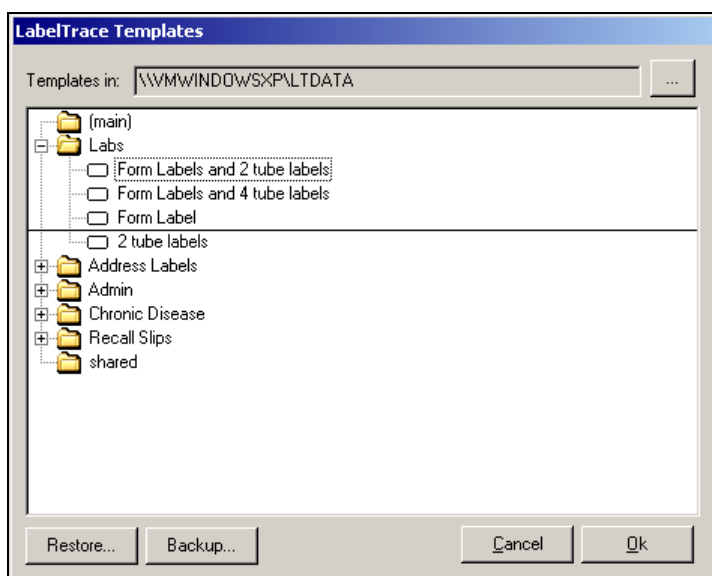 LabelTrace Templates
Templates in: \\VMWINDOWSXP\LTDATA ...
(main)
Labs
Form Labels and 2 tube labels
Form Labels and 4 tube labels
Form Label
2 tube labels
Address Labels
Admin
Chronic Disease
Recall Slips
shared
Restore... Backup... Cancel Ok